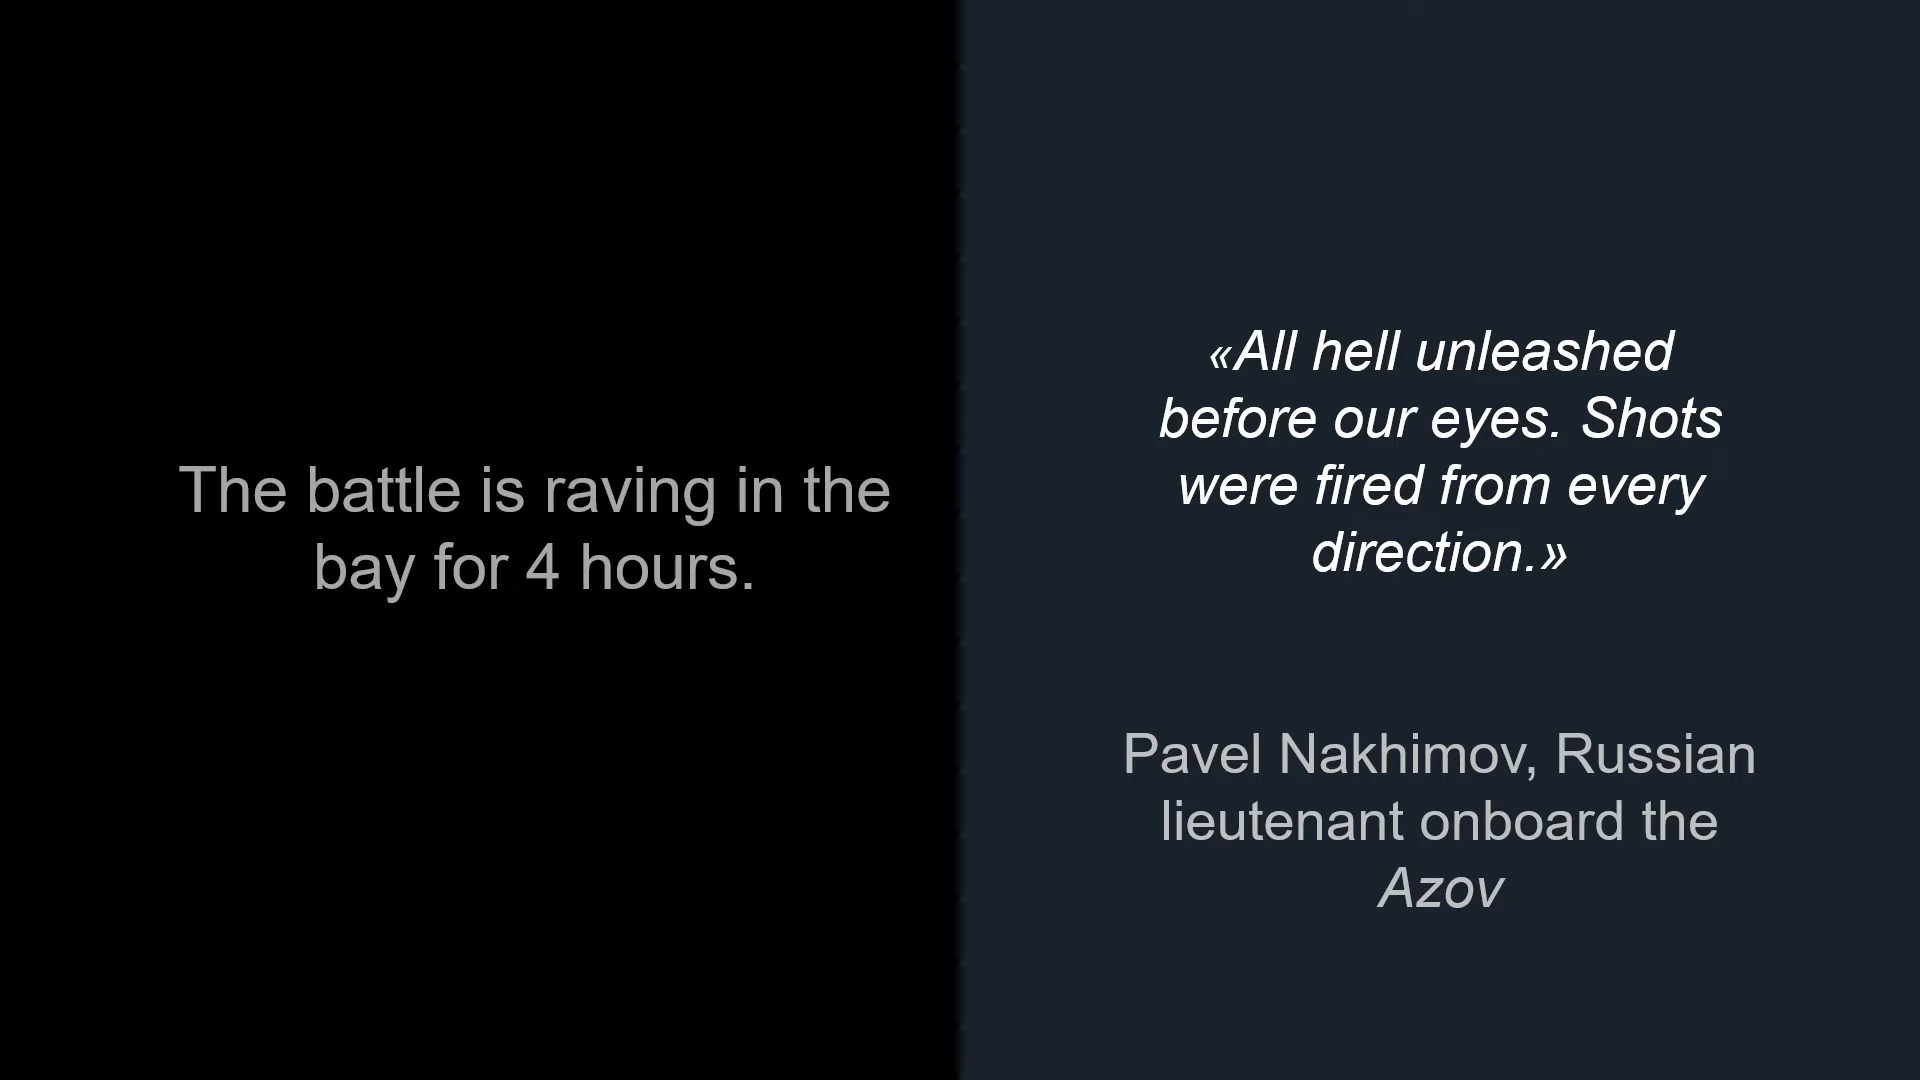 The battle is raving in the
bay for 4 hours.
«All hell unleashed
before our eyes. Shots
were fired from every
direction.»
Pavel Nakhimov, Russian
lieutenant onboard the
Azov